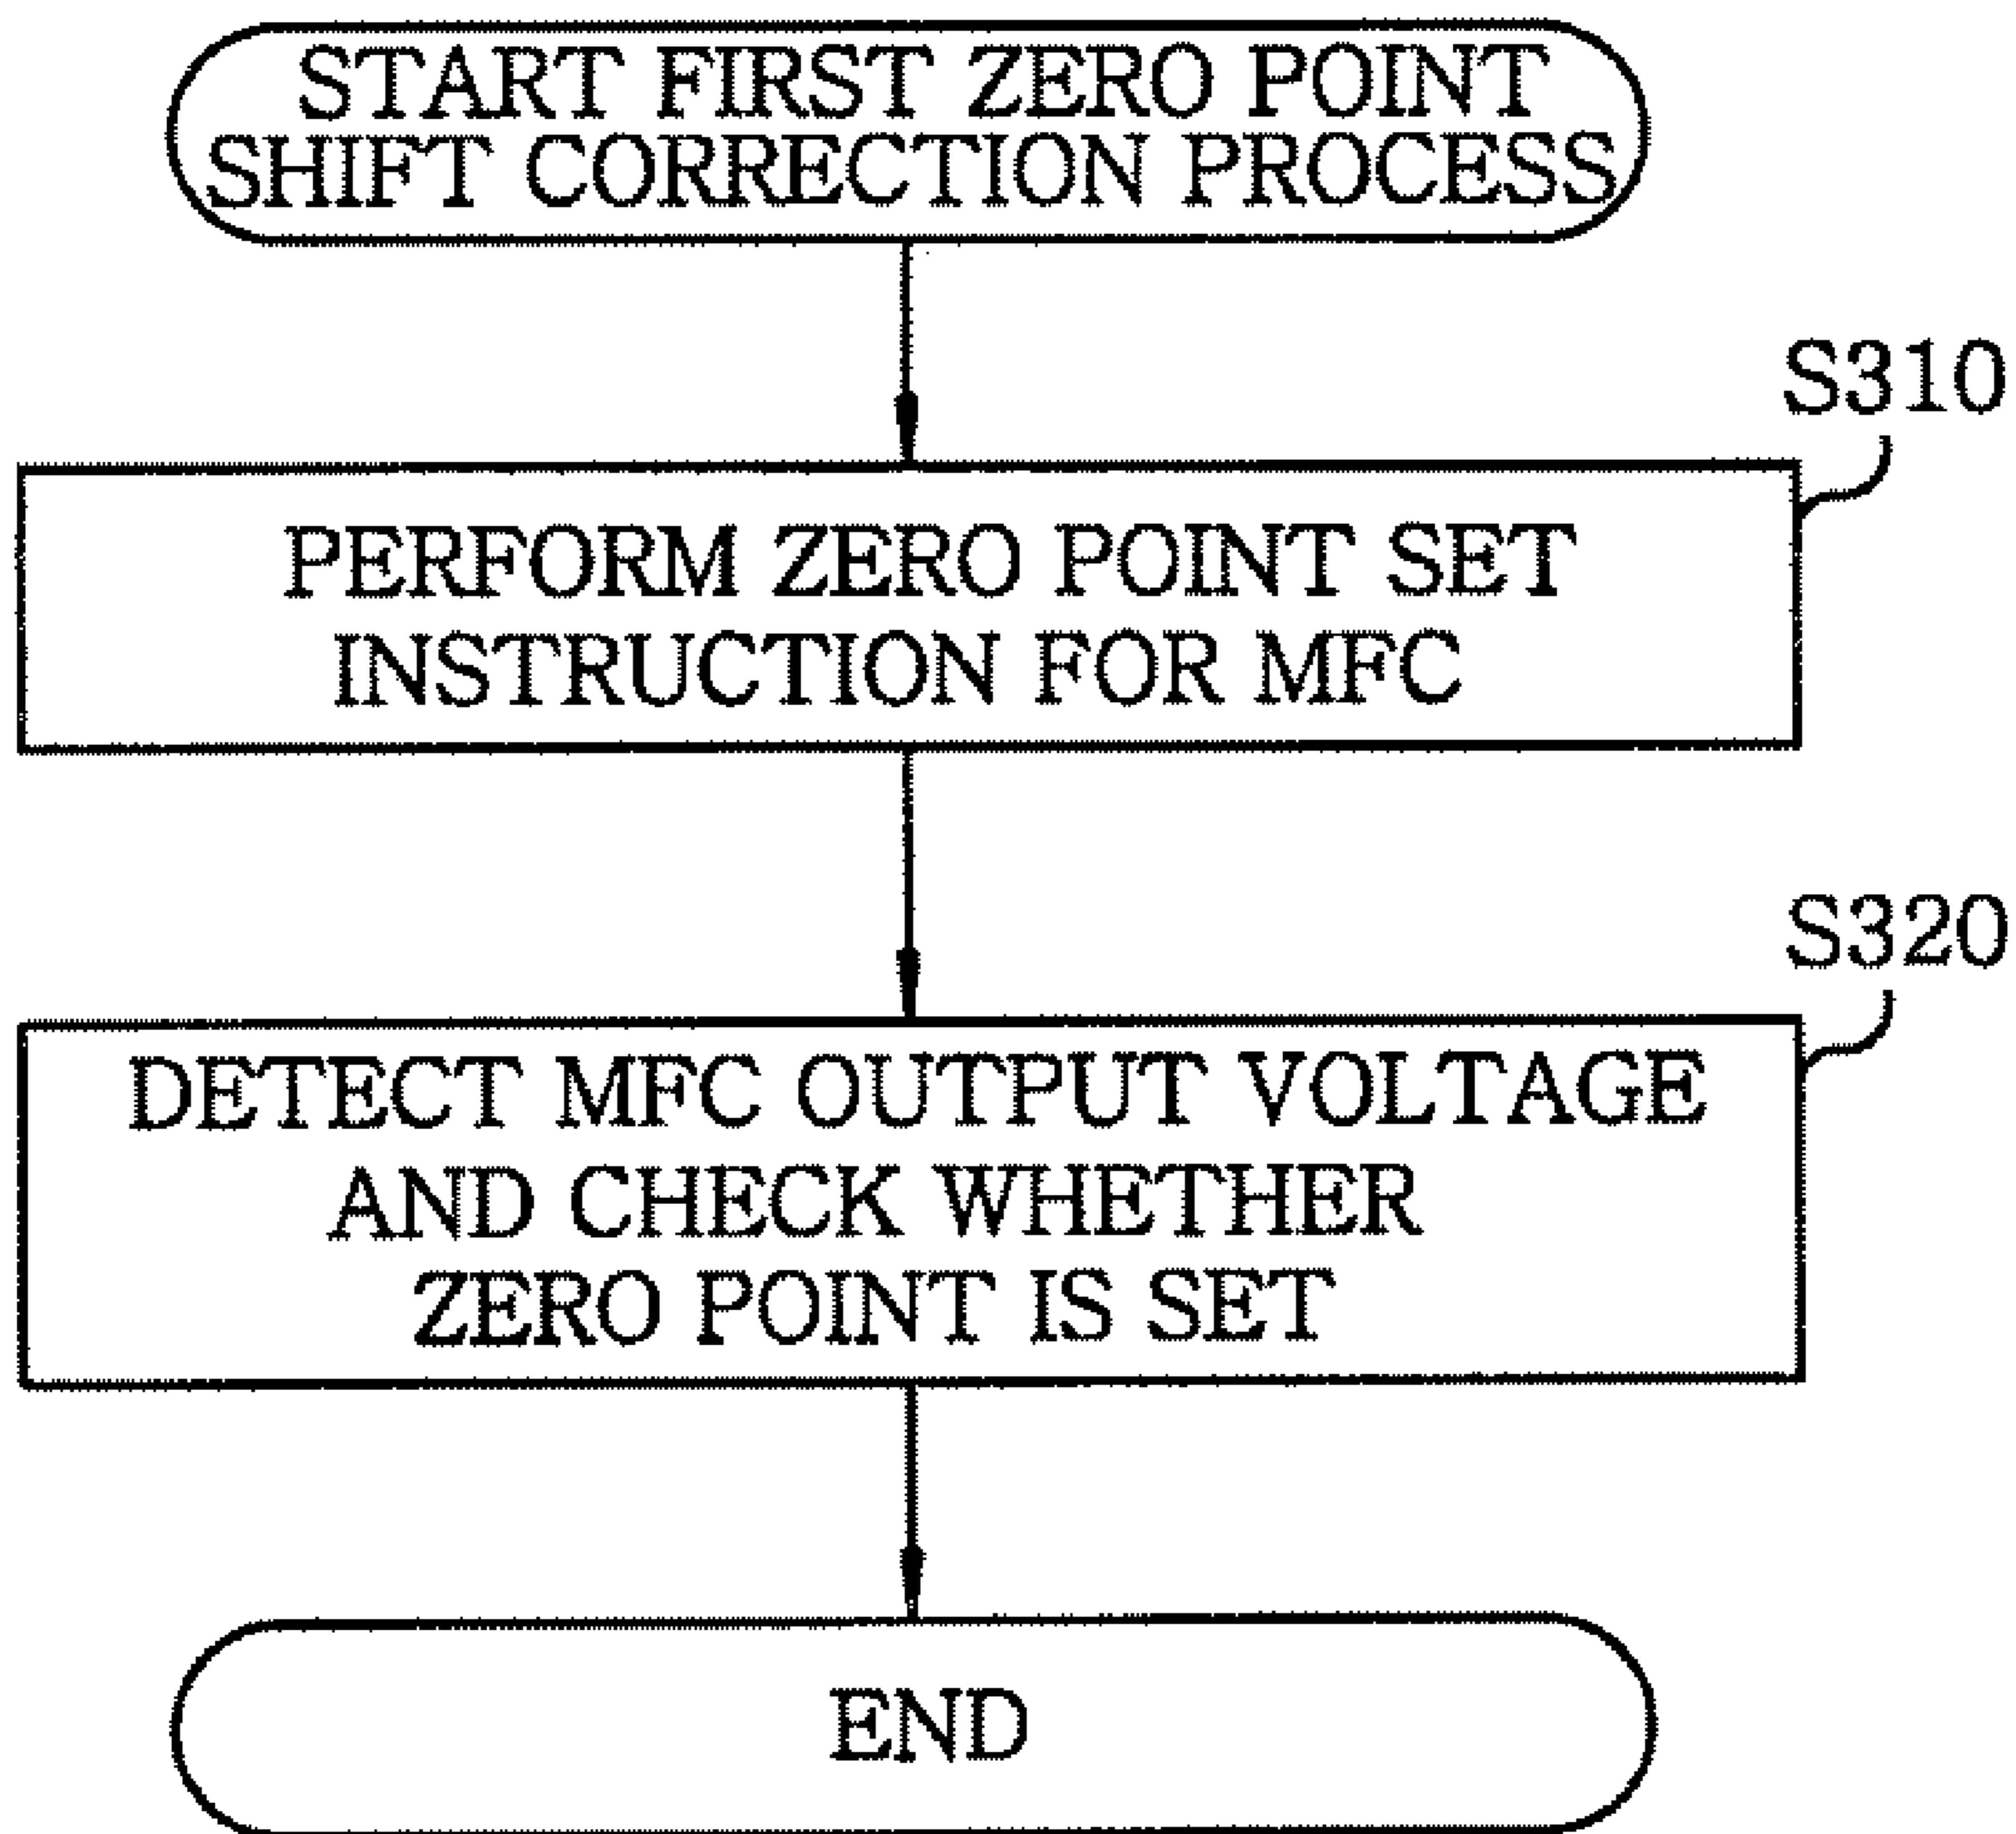 START FIRST ZERO POINT
SHIFT CORRECTION PROCESS
S310
PERFORM ZERO POINT SET
INSTRUCTION FOR MFC
S320
DETECT MFC OUTPUT VOLTAGE
AND CHECK WHETHER
ZERO POINT IS SET
END